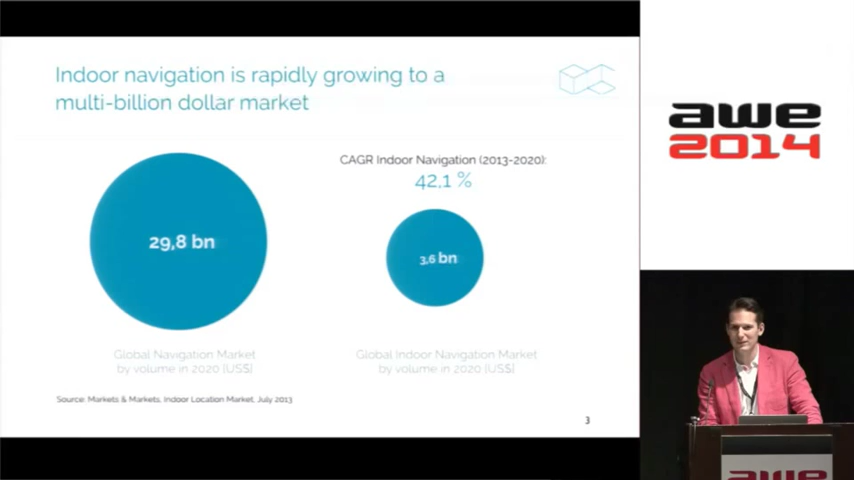 Indoor navigation is rapidly growing to a
multi-billion dollar market
CAGR Indoor Navigation (2013-2020):
42,1 %
29,8 bn
3,6 bn
Global Navigation Market
by volume in 2020 [US$]
Global Indoor Navigation Market
by volume in 2020 [US$]
Source: Markets & Markets, Indoor Location Market, July 2013
3
awe
2014
awe